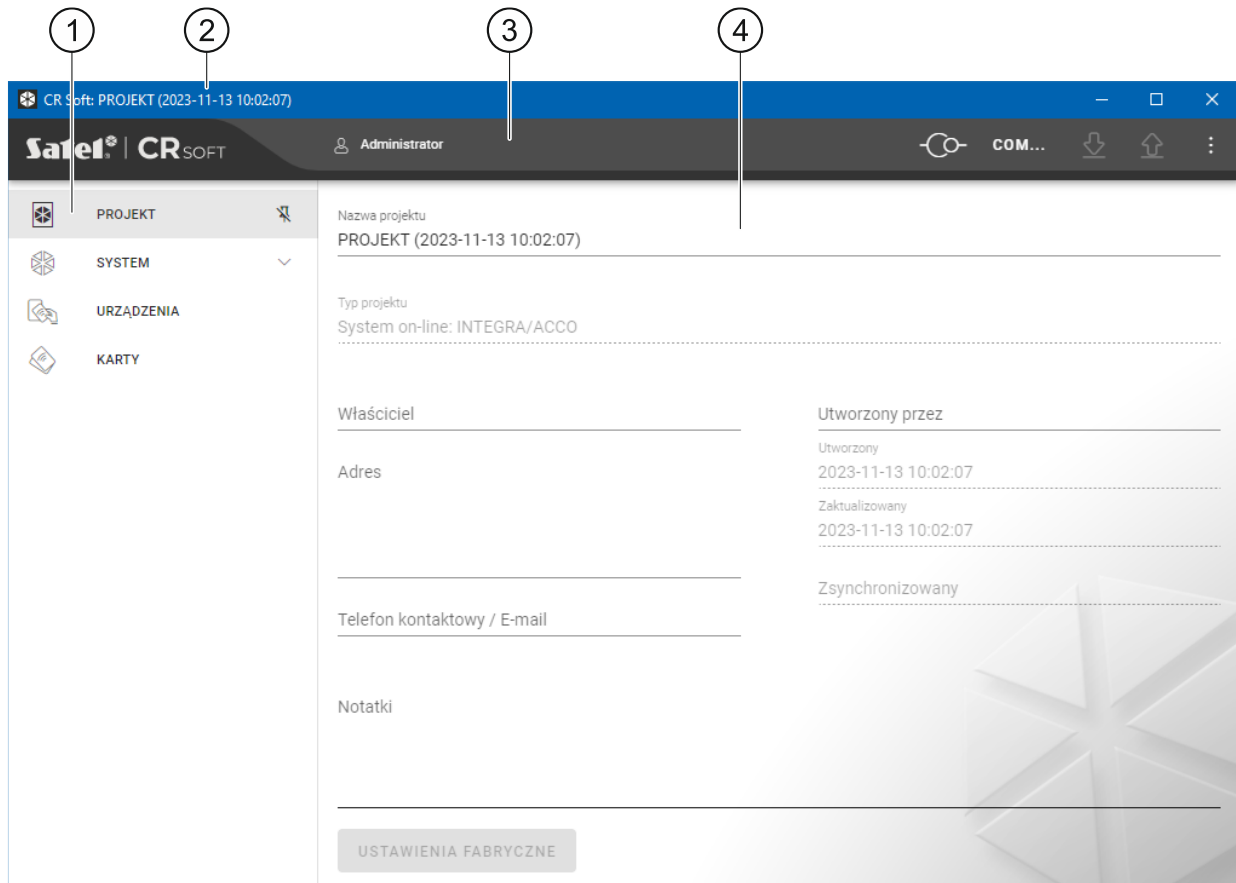 1 2 3 4
CR Soft: PROJEKT (2023-11-13 10:02:07)
Satel® | CR SOFT
Administrator
COM...
PROJEKT
SYSTEM
URZĄDZENIA
KARTY
Nazwa projektu
PROJEKT (2023-11-13 10:02:07)
Typ projektu
System on-line: INTEGRA/ACCO
Właściciel
Utworzony przez
Utworzony
2023-11-13 10:02:07
Adres
Zaktualizowany
2023-11-13 10:02:07
Zsynchronizowany
Telefon kontaktowy / E-mail
Notatki
USTAWIENIA FABRYCZNE